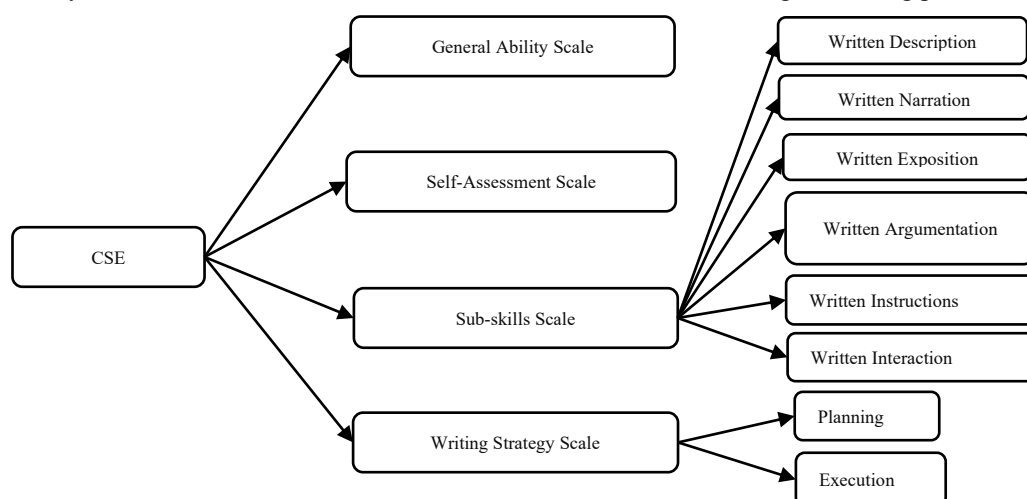 General Ability Scale
Written Description
Written Narration
Written Exposition
Self-Assessment Scale
Written Argumentation
CSE
Written Instructions
Sub-skills Scale
Written Interaction
Planning
Writing Strategy Scale
Execution